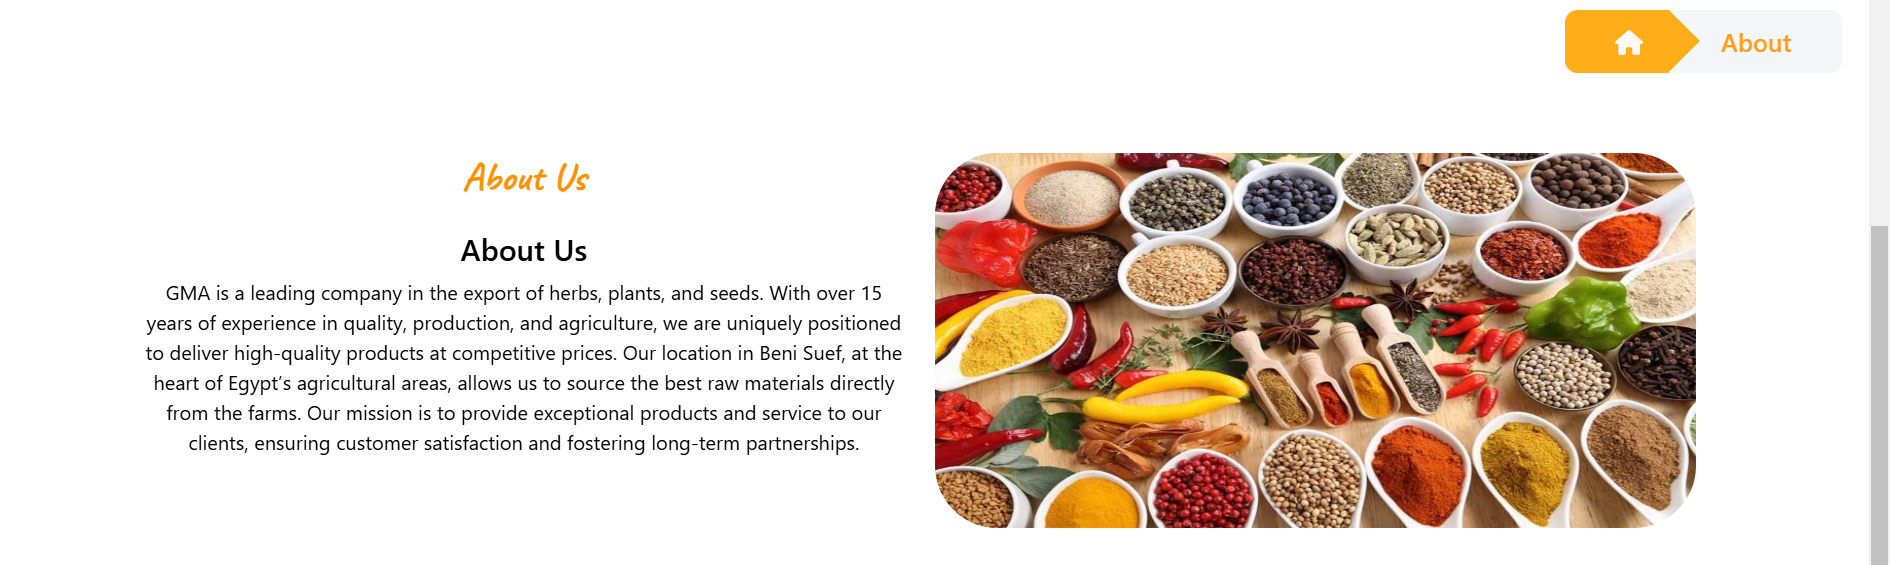 About
About Us
About Us
GMA is a leading company in the export of herbs, plants, and seeds. With over 15
years of experience in quality, production, and agriculture, we are uniquely positioned
to deliver high-quality products at competitive prices. Our location in Beni Suef, at the
heart of Egypt’s agricultural areas, allows us to source the best raw materials directly
from the farms. Our mission is to provide exceptional products and service to our
clients, ensuring customer satisfaction and fostering long-term partnerships.